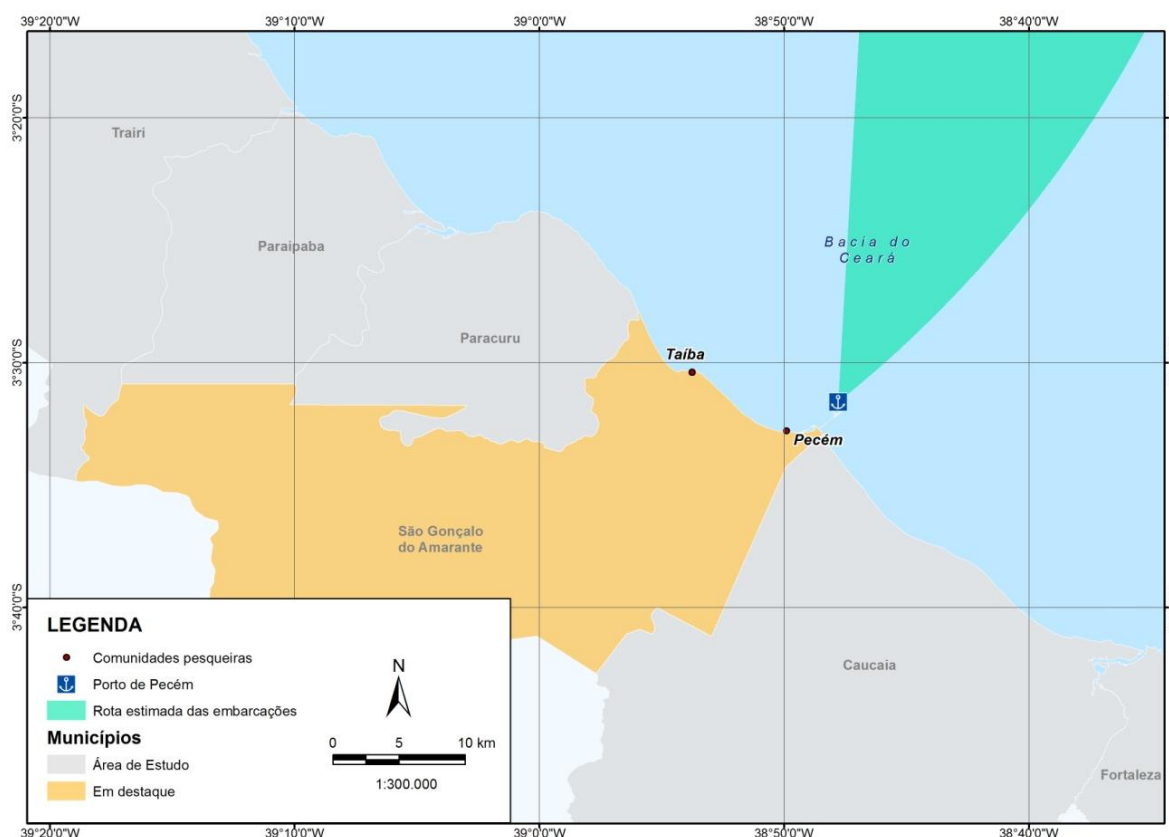 39°20'0"W
39°10'0"W
39°0'0"W
38°50'0"W
38°40'0"W
3°20'0"S
3°30'0"S
3°40'0"S
Trairi
Paraipaba
Paracuru
Bacia do
Ceará
Taíba
Pecém
São Gonçalo
do Amarante
Caucaia
Fortaleza
LEGENDA
Comunidades pesqueiras
Porto de Pecém
Rota estimada das embarcações
Municípios
Área de Estudo
Em destaque
N
0 5 10 km
1:300.000
39°20'0"W
39°10'0"W
39°0'0"W
38°50'0"W
38°40'0"W